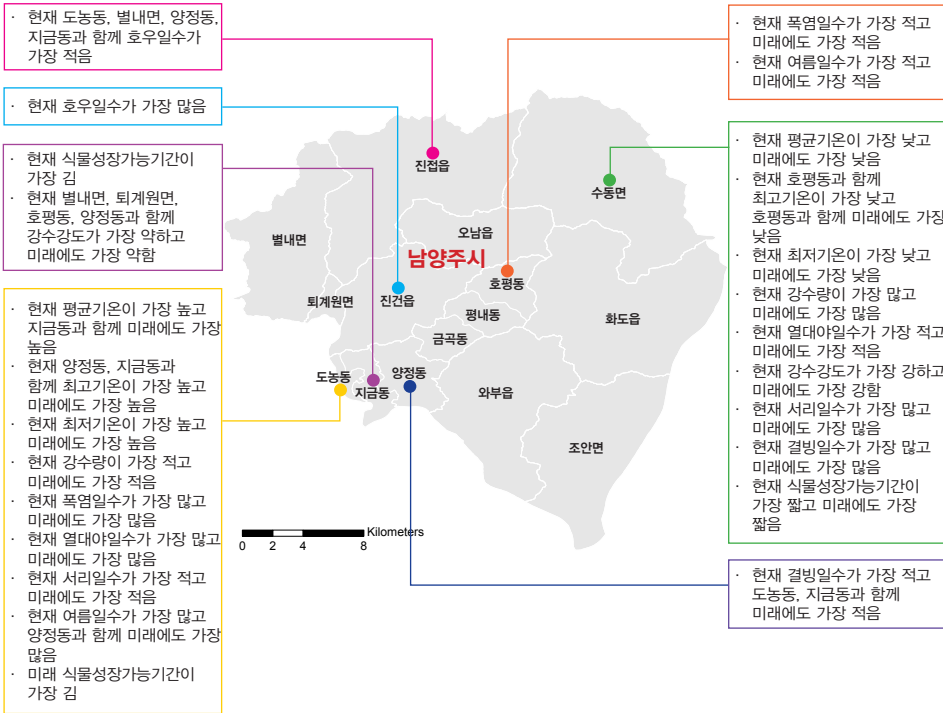 · 현재 도농동, 별내면, 양정동,
지금동과 함께 호우일수가
가장 적음
· 현재 호우일수가 가장 많음
· 현재 식물성장가능기간이
가장 김
· 현재 별내면, 퇴계원면,
호평동, 양정동과 함께
강수강도가 가장 약하고
미래에도 가장 약함
· 현재 평균기온이 가장 높고
지금동과 함께 미래에도 가장
높음
· 현재 양정동, 지금동과
함께 최고기온이 가장 높고
미래에도 가장 높음
· 현재 최저기온이 가장 높고
미래에도 가장 높음
· 현재 강수량이 가장 적고
미래에도 가장 적음
· 현재 폭염일수가 가장 많고
미래에도 가장 많음
· 현재 열대야일수가 가장 많고
미래에도 가장 많음
· 현재 서리일수가 가장 적고
미래에도 가장 적음
· 현재 여름일수가 가장 많고
양정동과 함께 미래에도 가장
많음
· 미래 식물성장가능기간이
가장 김
진접읍
수동면
별내면
오남읍
남양주시
호평동
퇴계원면
진건읍
평내동
화도읍
금곡동
도농동
양정동
지금동
와부읍
조안면
Kilometers
0 2 4 8
· 현재 폭염일수가 가장 적고
미래에도 가장 적음
· 현재 여름일수가 가장 적고
미래에도 가장 적음
· 현재 평균기온이 가장 낮고
미래에도 가장 낮음
· 현재 호평동과 함께
최고기온이 가장 낮고
호평동과 함께 미래에도 가장
낮음
· 현재 최저기온이 가장 낮고
미래에도 가장 낮음
· 현재 강수량이 가장 많고
미래에도 가장 많음
· 현재 열대야일수가 가장 적고
미래에도 가장 적음
· 현재 강수강도가 가장 강하고
미래에도 가장 강함
· 현재 서리일수가 가장 많고
미래에도 가장 많음
· 현재 결빙일수가 가장 많고
미래에도 가장 많음
· 현재 식물성장가능기간이
가장 짧고 미래에도 가장
짧음
· 현재 결빙일수가 가장 적고
도농동, 지금동과 함께
미래에도 가장 적음